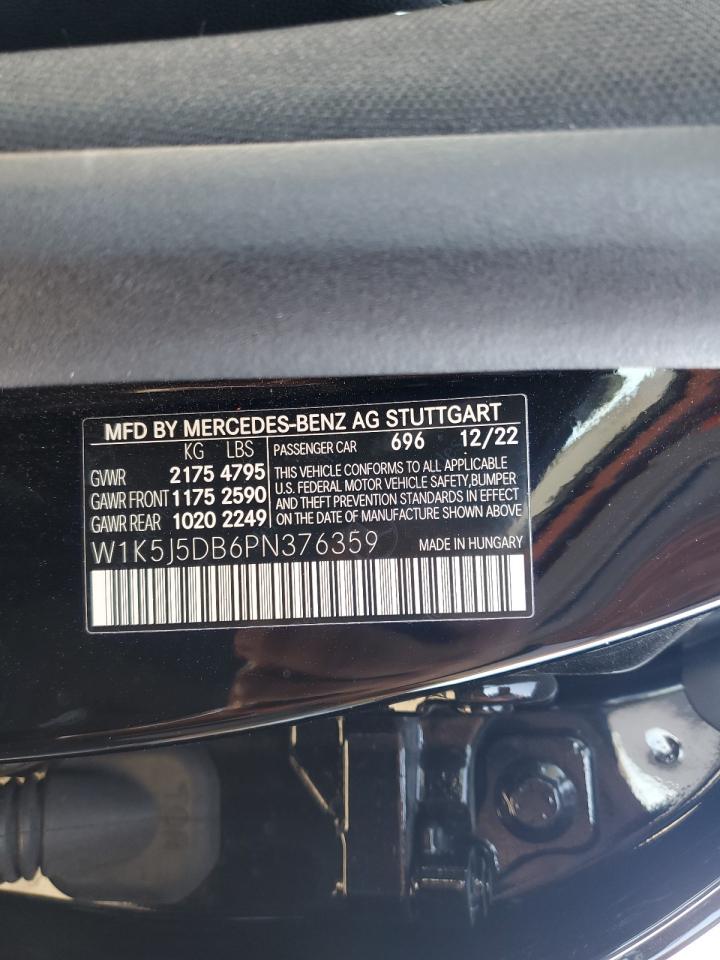 MFD BY MERCEDES-BENZ AG STUTTGART
KG LBS
GVWR 2175 4795
GAWR FRONT 1175 2590
GAWR REAR 1020 2249
PASSENGER CAR 696 12/22
THIS VEHICLE CONFORMS TO ALL APPLICABLE
U.S. FEDERAL MOTOR VEHICLE SAFETY,BUMPER
AND THEFT PREVENTION STANDARDS IN EFFECT
ON THE DATE OF MANUFACTURE SHOWN ABOVE
W1K5J5DB6PN376359 MADE IN HUNGARY